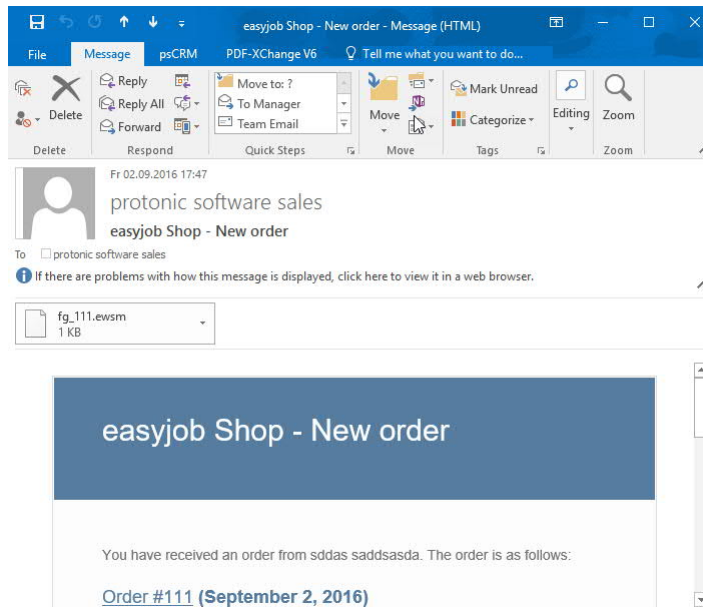 easyjob Shop - New order - Message (HTML)
File Message psCRM PDF-XChange V6 Tell me what you want to do...
Delete
Reply
Reply All
Forward
Move to: ?
To Manager
Team Email
Move
Mark Unread
Categorize
Editing
Zoom
Delete Respond Quick Steps Move Tags Zoom
Fr 02.09.2016 17:47
protonic software sales
easyjob Shop - New order
To protonic software sales
If there are problems with how this message is displayed, click here to view it in a web browser.
fg_111.ewsm
1 KB
easyjob Shop - New order
You have received an order from sddas saddsasda. The order is as follows:
Order #111 (September 2, 2016)